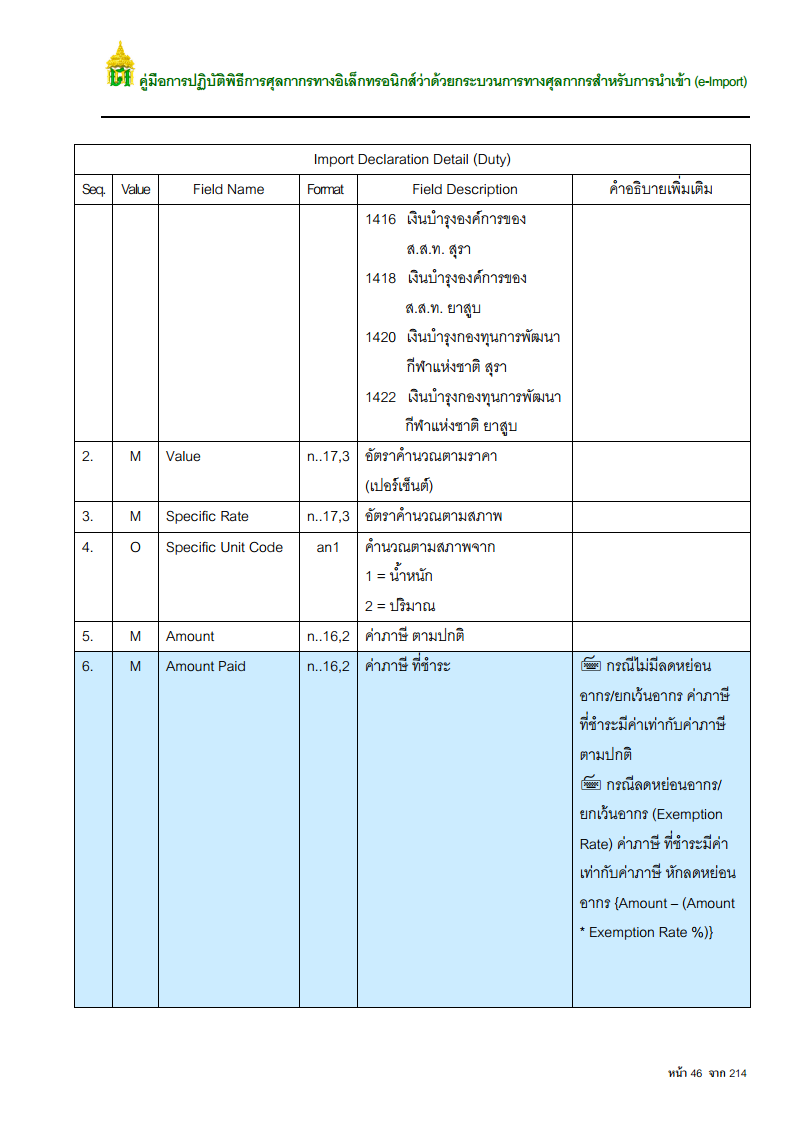 คู่มือการปฏิบัติพิธีการศุลกากรทางอิเล็กทรอนิกส์ว่าด้วยกระบวนการทางศุลกากรสำหรับการนำเข้า (e-Import)
Import Declaration Detail (Duty)
Seq. Value Field Name Format Field Description คำอธิบายเพิ่มเติม
1416 เงินบำรุงองค์การของ
ส.ส.ท. สุรา
1418 เงินบำรุงองค์การของ
ส.ส.ท. ยาสูบ
1420 เงินบำรุงกองทุนการพัฒนา
กีฬาแห่งชาติ สุรา
1422 เงินบำรุงกองทุนการพัฒนา
กีฬาแห่งชาติ ยาสูบ
2. M Value n..17,3 อัตราคำนวณตามราคา
(เปอร์เซ็นต์)
3. M Specific Rate n..17,3 อัตราคำนวณตามสภาพ
4. O Specific Unit Code an1 คำนวณตามสภาพจาก
1 = น้ำหนัก
2 = ปริมาณ
5. M Amount n..16,2 ค่าภาษี ตามปกติ
6. M Amount Paid n..16,2 ค่าภาษี ที่ชำระ กรณีไม่มีลดหย่อน
อากร/ยกเว้นอากร ค่าภาษี
ที่ชำระมีค่าเท่ากับค่าภาษี
ตามปกติ
กรณีลดหย่อนอากร/
ยกเว้นอากร (Exemption
Rate) ค่าภาษี ที่ชำระมีค่า
เท่ากับค่าภาษี หักลดหย่อน
อากร {Amount – (Amount
* Exemption Rate %)}
หน้า 46 จาก 214